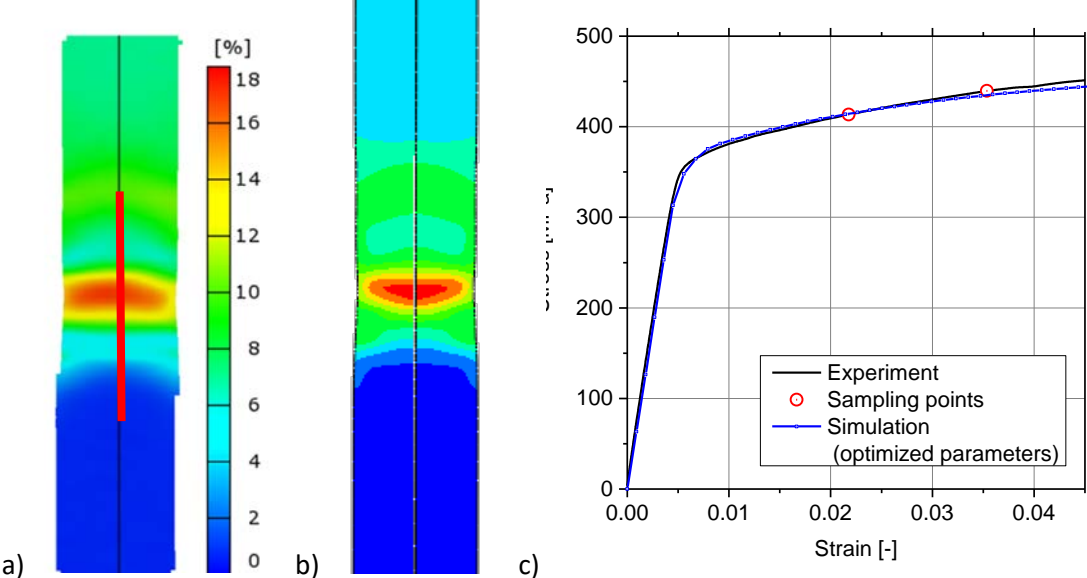 [%]
18
16
14
12
10
8
6
4
2
0
a)
b)
c)
500
400
300
200
100
0
0.00 0.01 0.02 0.03 0.04
Strain [-]
Experiment
Sampling points
Simulation
(optimized parameters)